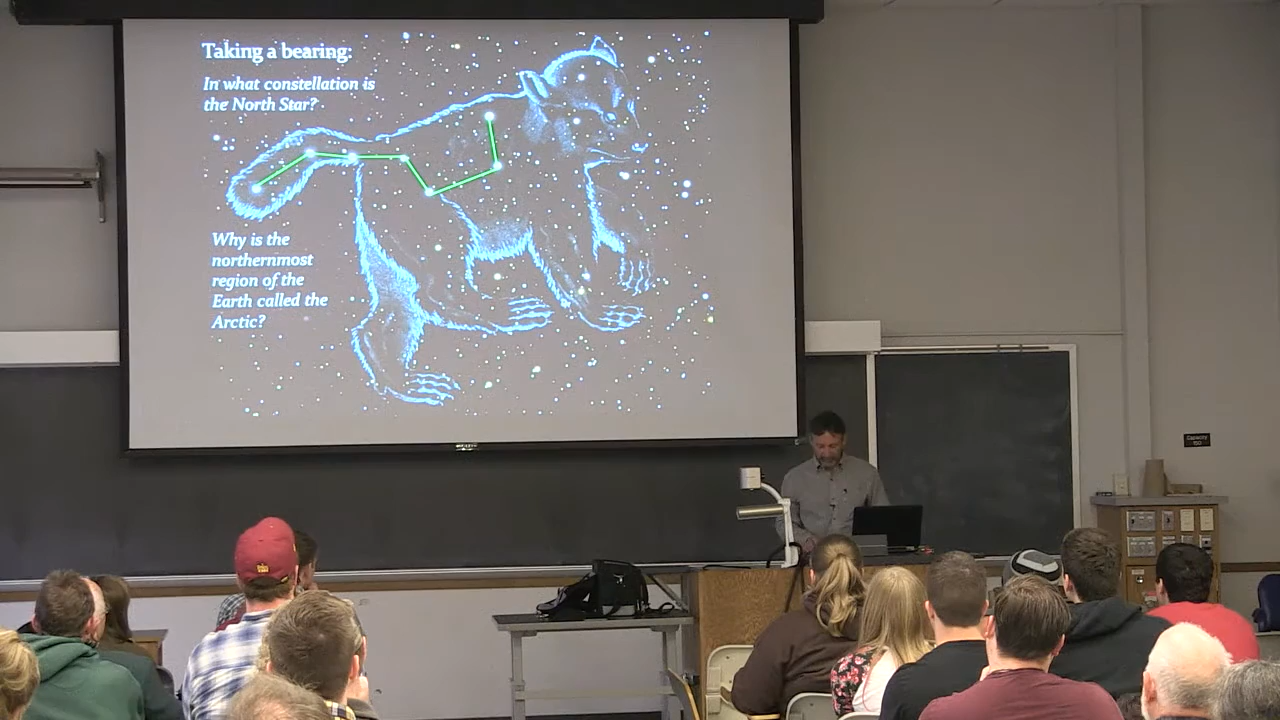 Taking a bearing:
In what constellation is
the North Star?
Why is the
northernmost
region of the
Earth called the
Arctic?
Capacity